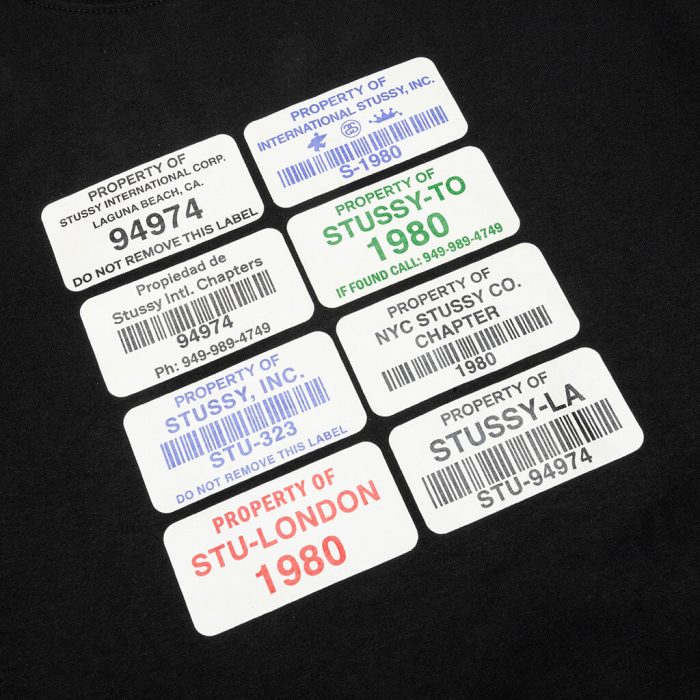 PROPERTY OF
STUSSY INTERNATIONAL CORP.
LAGUNA BEACH, CA.
94974
DO NOT REMOVE THIS LABEL
PROPERTY OF
INTERNATIONAL STUSSY, INC.
S-1980
Propiedad de
Stussy Intl. Chapters
94974
Ph: 949-989-4749
PROPERTY OF
STUSSY-TO
1980
IF FOUND CALL: 949-989-4749
PROPERTY OF
STUSSY, INC.
STU-323
DO NOT REMOVE THIS LABEL
PROPERTY OF
NYC STUSSY CO.
CHAPTER
1980
PROPERTY OF
STU-LONDON
1980
PROPERTY OF
STUSSY-LA
STU-94974